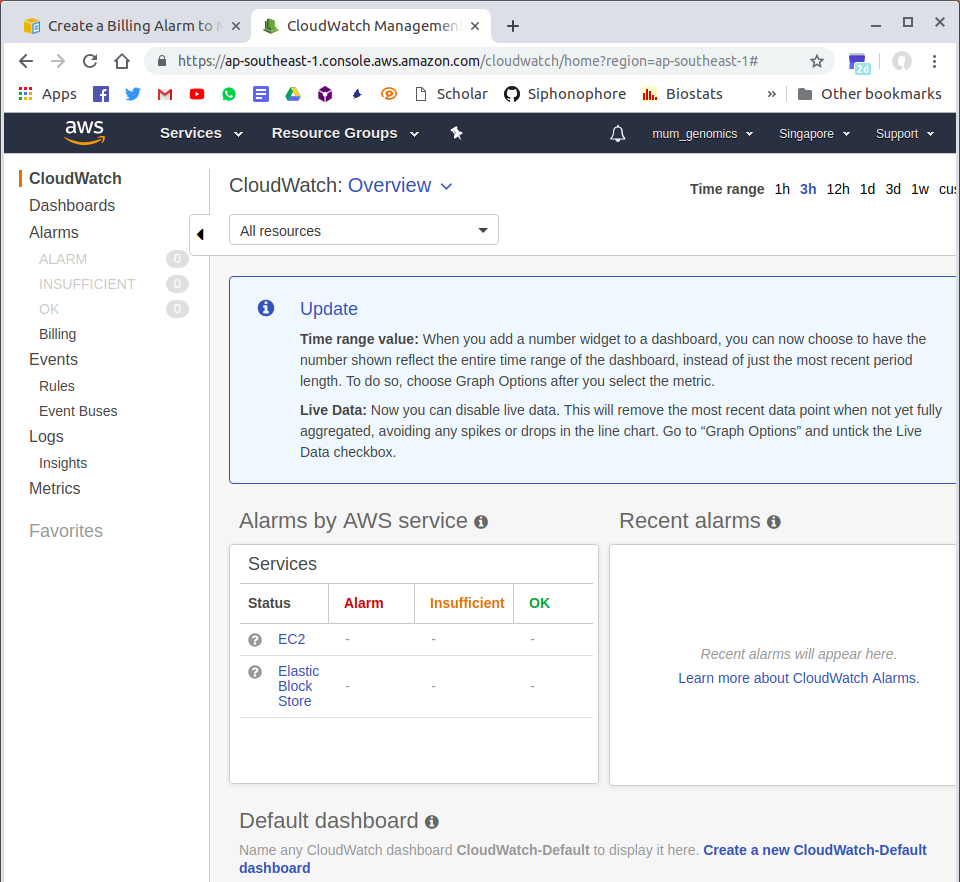 Create a Billing Alarm to
CloudWatch Managemen
https://ap-southeast-1.console.aws.amazon.com/cloudwatch/home?region=ap-southeast-1#
2d
Apps
Scholar
Siphonophore
Biostats
»
Other bookmarks
aws
Services
Resource Groups
mum_genomics
Singapore
Support
CloudWatch
Dashboards
Alarms
ALARM 0
INSUFFICIENT 0
OK 0
Billing
Events
Rules
Event Buses
Logs
Insights
Metrics
Favorites
CloudWatch: Overview
Time range 1h 3h 12h 1d 3d 1w cus
All resources
Update
Time range value: When you add a number widget to a dashboard, you can now choose to have the
number shown reflect the entire time range of the dashboard, instead of just the most recent period
length. To do so, choose Graph Options after you select the metric.
Live Data: Now you can disable live data. This will remove the most recent data point when not yet fully
aggregated, avoiding any spikes or drops in the line chart. Go to “Graph Options” and untick the Live
Data checkbox.
Alarms by AWS service
Services
Status Alarm Insufficient OK
EC2 - - -
Elastic
Block - - -
Store
Recent alarms
Recent alarms will appear here.
Learn more about CloudWatch Alarms.
Default dashboard
Name any CloudWatch dashboard CloudWatch-Default to display it here. Create a new CloudWatch-Default
dashboard